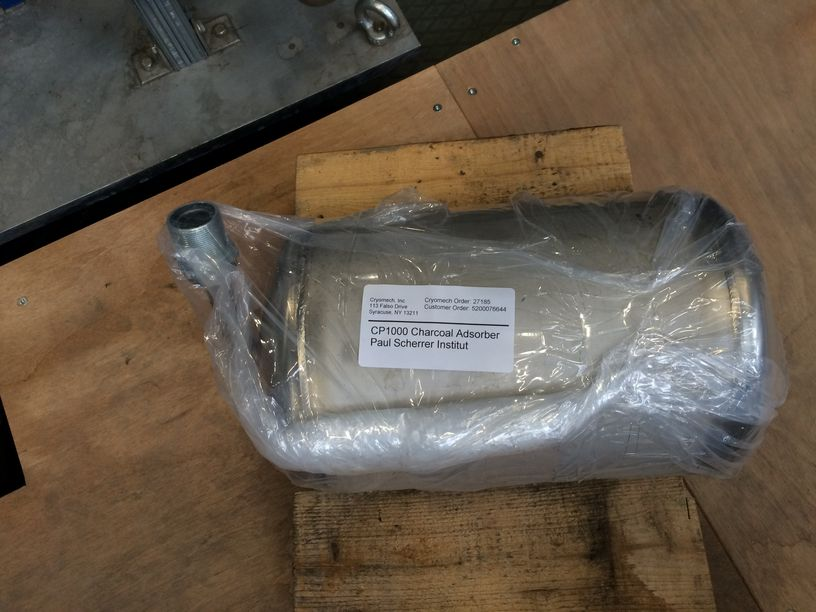 Cryomech, Inc
113 Falso Drive
Syracuse, NY 13211
Cryomech Order: 27185
Customer Order: 5200076644
CP1000 Charcoal Adsorber
Paul Scherrer Institut